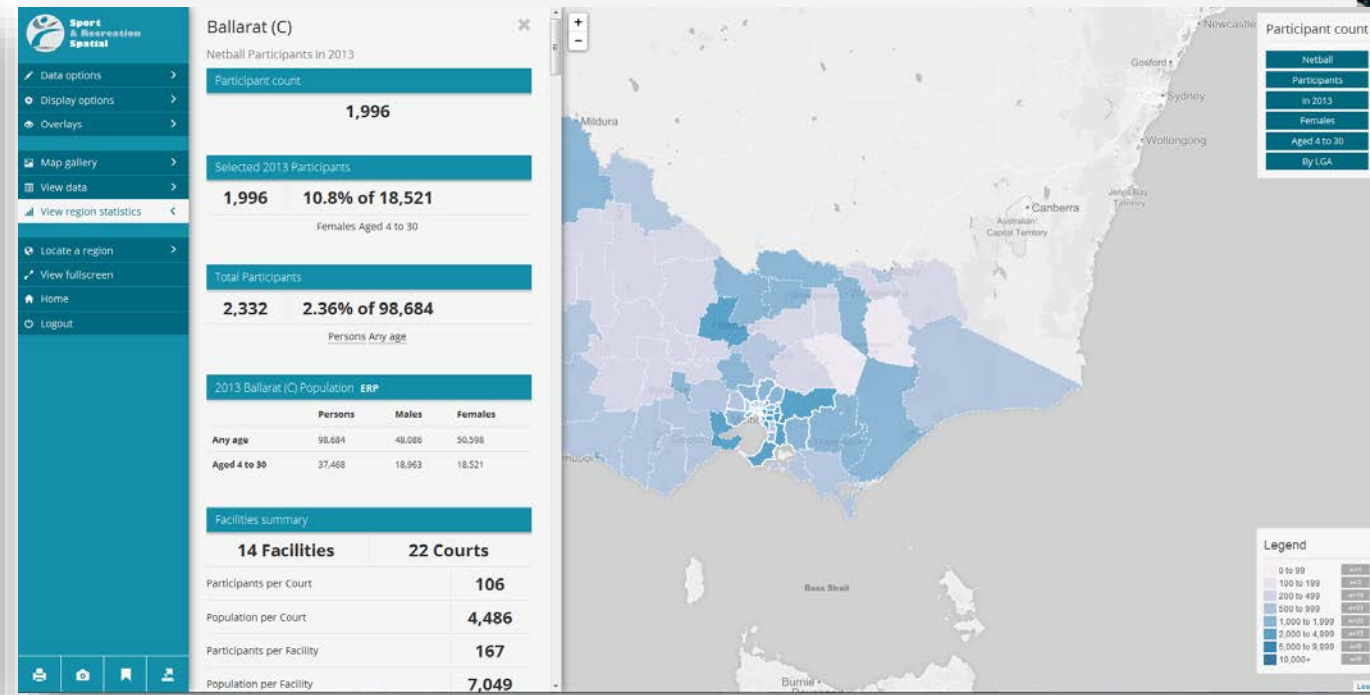 Sport
& Recreation
Spatial
Data options
Display options
Overlays
Map gallery
View data
View region statistics
Locate a region
View fullscreen
Home
Logout
Ballarat (C)
Netball Participants in 2013
Participant count
1,996
Selected 2013 Participants
1,996 10.8% of 18,521
Females Aged 4 to 30
Total Participants
2,332 2.36% of 98,684
Persons Any age
2013 Ballarat (C) Population ERP
Persons Males Females
Any age 98,684 48,086 50,598
Aged 4 to 30 37,468 18,963 18,521
Facilities summary
14 Facilities 22 Courts
Participants per Court 106
Population per Court 4,486
Participants per Facility 167
Population per Facility 7,049
+
-
Mildura
Newcastle
Gosford
Sydney
Wollongong
Jervis Bay
Territory
Canberra
Australian
Capital Territory
Bass Strait
Burnie
Devonport
Participant count
Netball
Participants
in 2013
Females
Aged 4 to 30
By LGA
Legend
0 to 99
100 to 199
200 to 499
500 to 999
1,000 to 1,999
2,000 to 4,999
5,000 to 9,999
10,000+